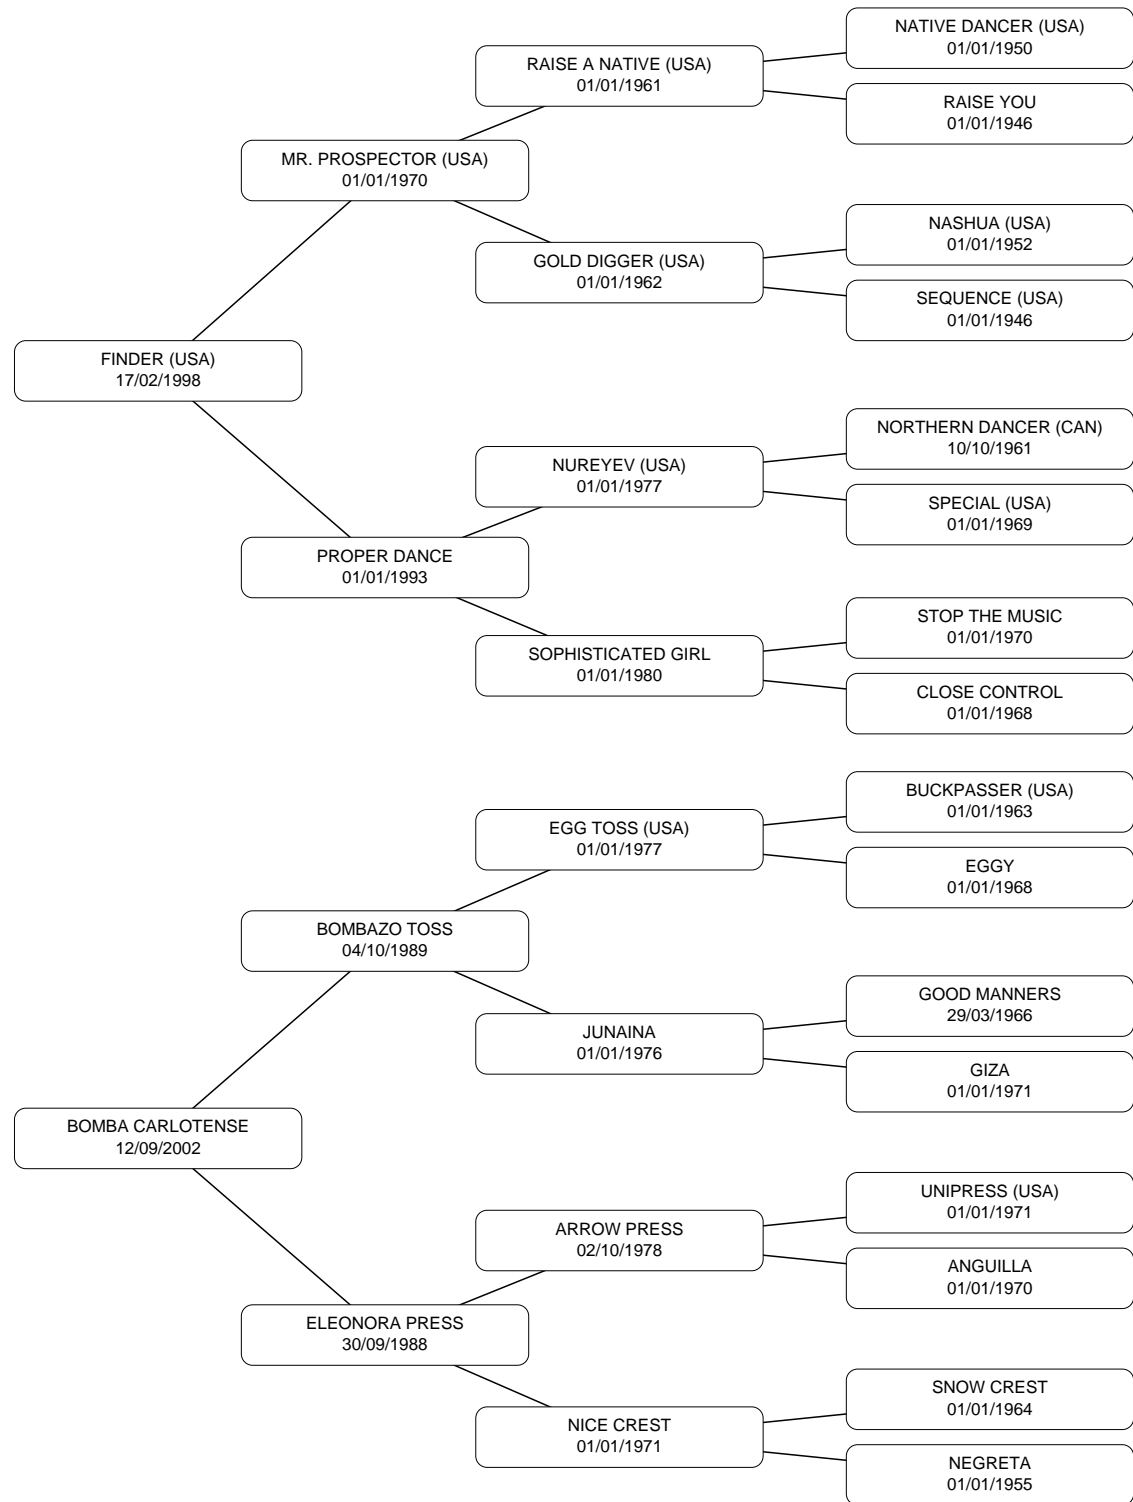 NATIVE DANCER (USA)
01/01/1950
RAISE A NATIVE (USA)
01/01/1961
RAISE YOU
01/01/1946
MR. PROSPECTOR (USA)
01/01/1970
NASHUA (USA)
01/01/1952
GOLD DIGGER (USA)
01/01/1962
SEQUENCE (USA)
01/01/1946
FINDER (USA)
17/02/1998
NORTHERN DANCER (CAN)
10/10/1961
NUREYEV (USA)
01/01/1977
SPECIAL (USA)
01/01/1969
PROPER DANCE
01/01/1993
STOP THE MUSIC
01/01/1970
SOPHISTICATED GIRL
01/01/1980
CLOSE CONTROL
01/01/1968
BUCKPASSER (USA)
01/01/1963
EGG TOSS (USA)
01/01/1977
EGGY
01/01/1968
BOMBAZO TOSS
04/10/1989
GOOD MANNERS
29/03/1966
JUNAINA
01/01/1976
GIZA
01/01/1971
BOMBA CARLOTENSE
12/09/2002
UNIPRESS (USA)
01/01/1971
ARROW PRESS
02/10/1978
ANGUILLA
01/01/1970
ELEONORA PRESS
30/09/1988
SNOW CREST
01/01/1964
NICE CREST
01/01/1971
NEGRETA
01/01/1955